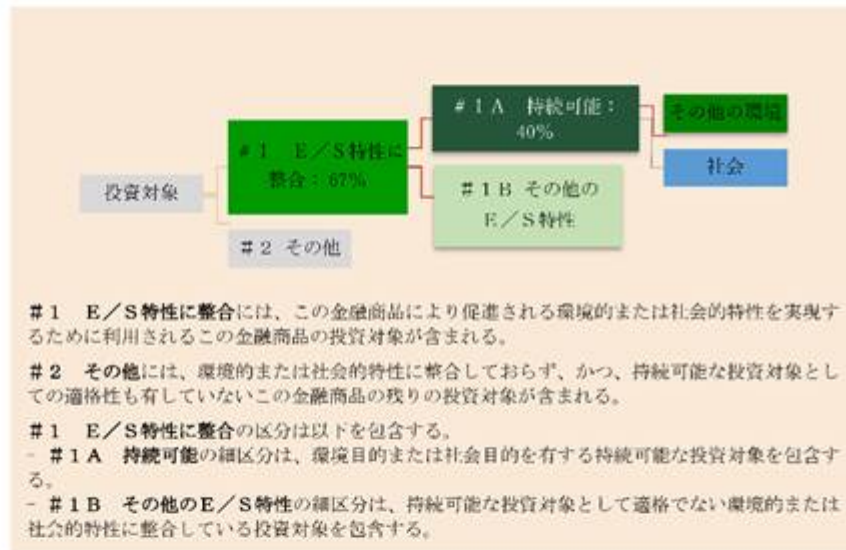 #1A 持続可能:
40%
その他の環境
#1 E/S特性に
整合:67%
社会
投資対象
#1B その他の
E/S特性
#2 その他
#1 E/S特性に整合には、この金融商品により促進される環境的または社会的特性を実現す
るために利用されるこの金融商品の投資対象が含まれる。
#2 その他には、環境的または社会的特性に整合しておらず、かつ、持続可能な投資対象とし
ての適格性も有していないこの金融商品の残りの投資対象が含まれる。
#1 E/S特性に整合の区分は以下を包含する。
- #1A 持続可能の細区分は、環境目的または社会目的を有する持続可能な投資対象を包含す
る。
- #1B その他のE/S特性の細区分は、持続可能な投資対象として適格でない環境的または
社会的特性に整合している投資対象を包含する。